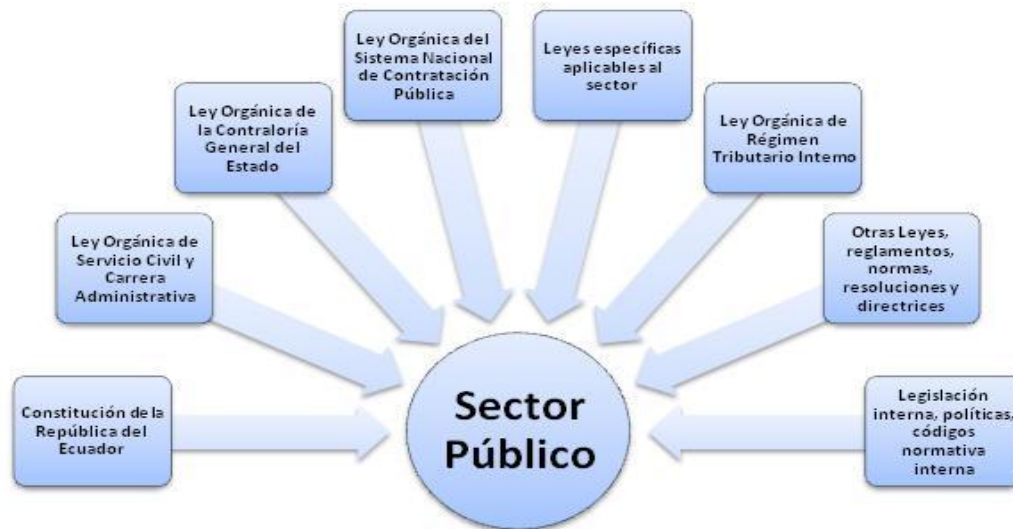 Constitución de la
República del
Ecuador
Ley Orgánica de
Servicio Civil y
Carrera
Administrativa
Ley Orgánica de
la Contraloría
General del
Estado
Ley Orgánica del
Sistema Nacional
de Contratación
Pública
Leyes específicas
aplicables al
sector
Ley Orgánica de
Régimen
Tributario Interno
Otras Leyes,
reglamentos,
normas,
resoluciones y
directrices
Legislación
interna, políticas,
códigos
normativa
interna
Sector
Público